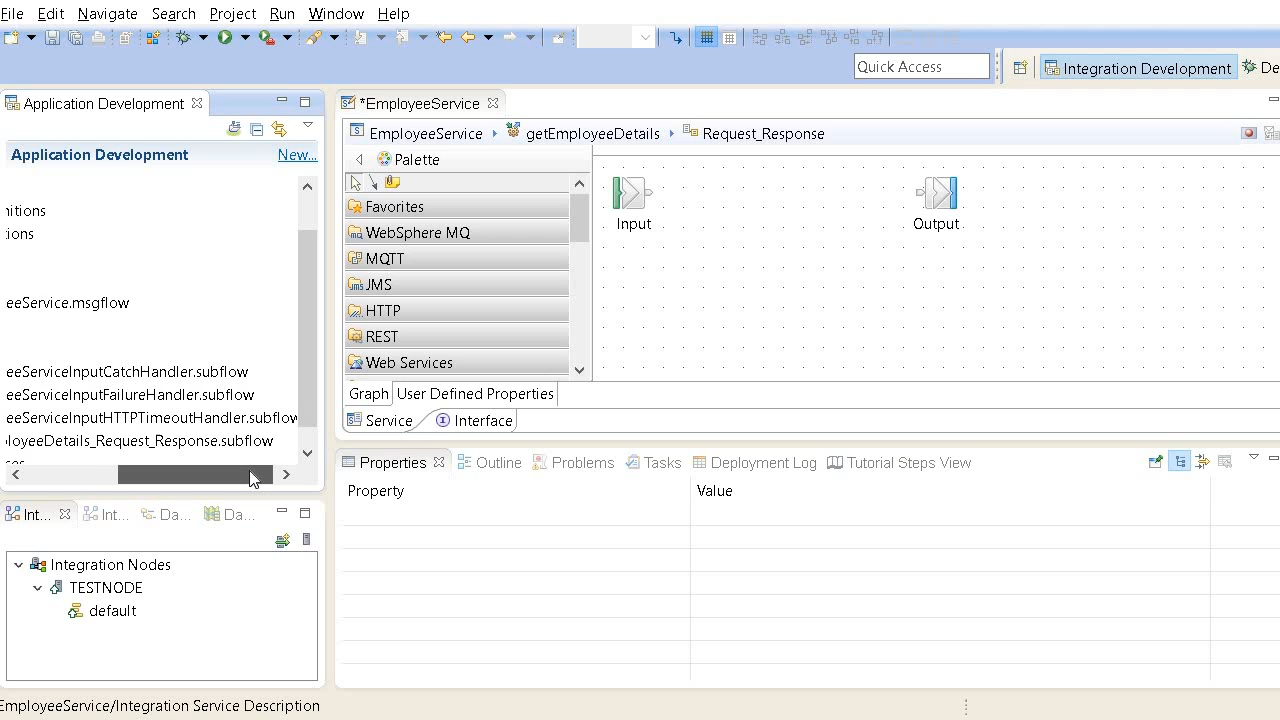 File Edit Navigate Search Project Run Window Help
Quick Access
Integration Development De
Application Development
Application Development New...
nitions
ions
eeService.msgflow
eeServiceInputCatchHandler.subflow
eeServiceInputFailureHandler.subflow
eeServiceInputHTTPTimeoutHandler.subflow
loyeeDetails_Request_Response.subflow
*EmployeeService
EmployeeService getEmployeeDetails Request_Response
Palette
Favorites
WebSphere MQ
MQTT
JMS
HTTP
REST
Web Services
Input
Output
Graph User Defined Properties
Service Interface
Properties Outline Problems Tasks Deployment Log Tutorial Steps View
Property Value
Int... Int... Da... Da...
Integration Nodes
TESTNODE
default
EmployeeService/Integration Service Description